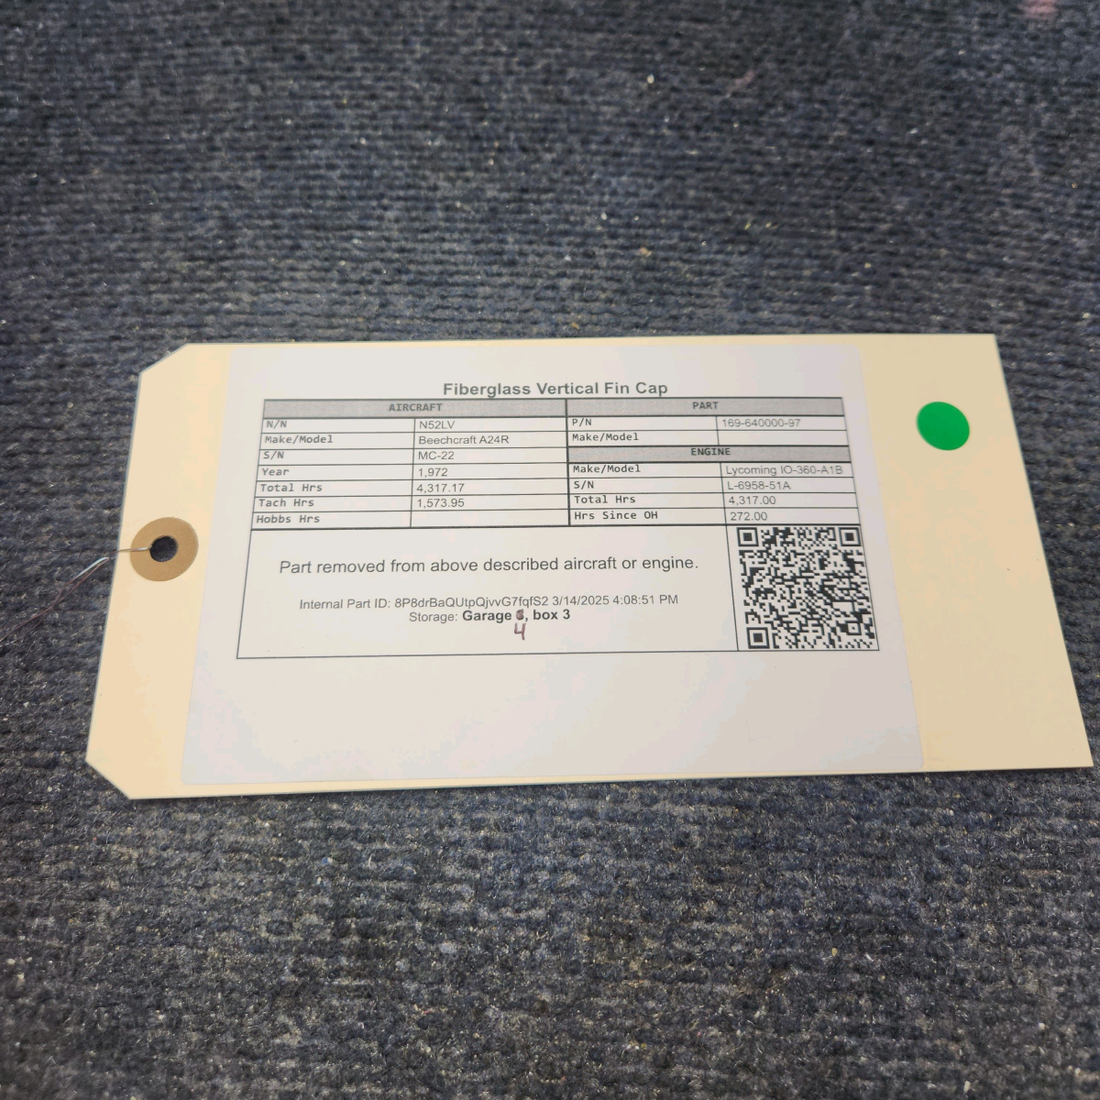 Fiberglass Vertical Fin Cap
AIRCRAFT PART
N/N N52LV P/N 169-640000-97
Make/Model Beechcraft A24R Make/Model
S/N MC-22 ENGINE
Year 1,972 Make/Model Lycoming IO-360-A1B
Total Hrs 4,317.17 S/N L-6958-51A
Tach Hrs 1,573.95 Total Hrs 4,317.00
Hobbs Hrs Hrs Since OH 272.00
Part removed from above described aircraft or engine.
Internal Part ID: 8P8drBaQUtpQjvvG7fqfS2 3/14/2025 4:08:51 PM
Storage: Garage , box 3
4